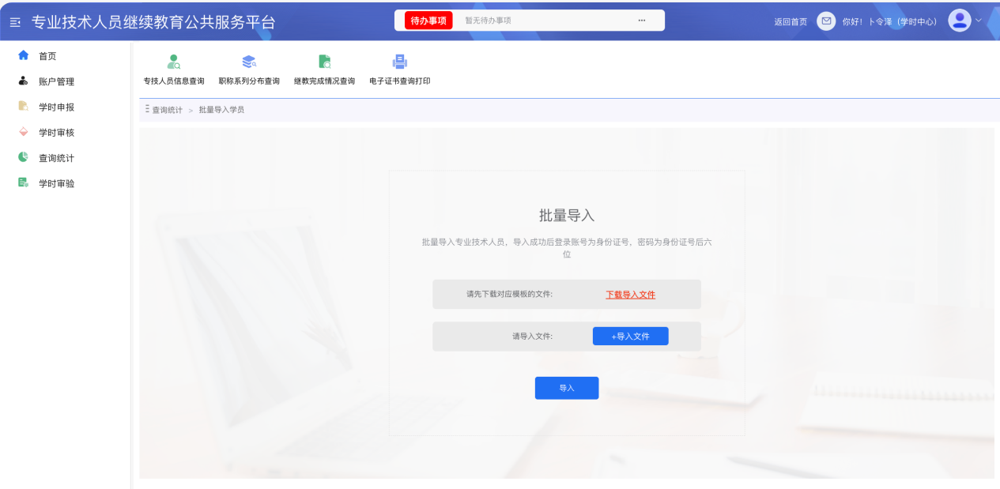 专业技术人员继续教育公共服务平台
待办事项 暂无待办事项 ...
返回首页 你好! 卜令泽 (学时中心)
首页
账户管理
学时申报
学时审核
查询统计
学时审验
专技人员信息查询 职称系列分布查询 继教完成情况查询 电子证书查询打印
查询统计 > 批量导入学员
批量导入
批量导入专业技术人员，导入成功后登录账号为身份证号，密码为身份证号后六
位
请先下载对应模板的文件: 下载导入文件
请导入文件: +导入文件
导入